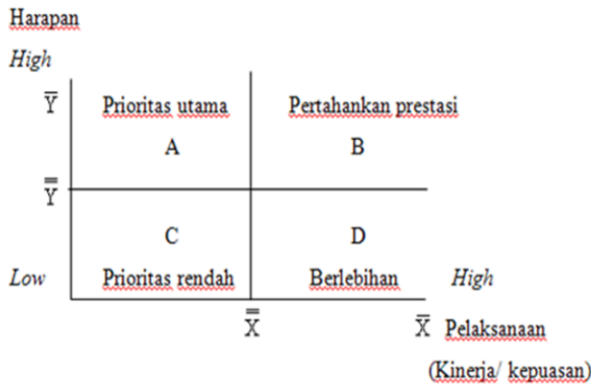 Harapan
High
Y̅ Prioritas utama Pertahankan prestasi
A B
Y̿
C D
Low Prioritas rendah Berlebihan High
X̿ X̅ Pelaksanaan
(Kinerja/ kepuasan)